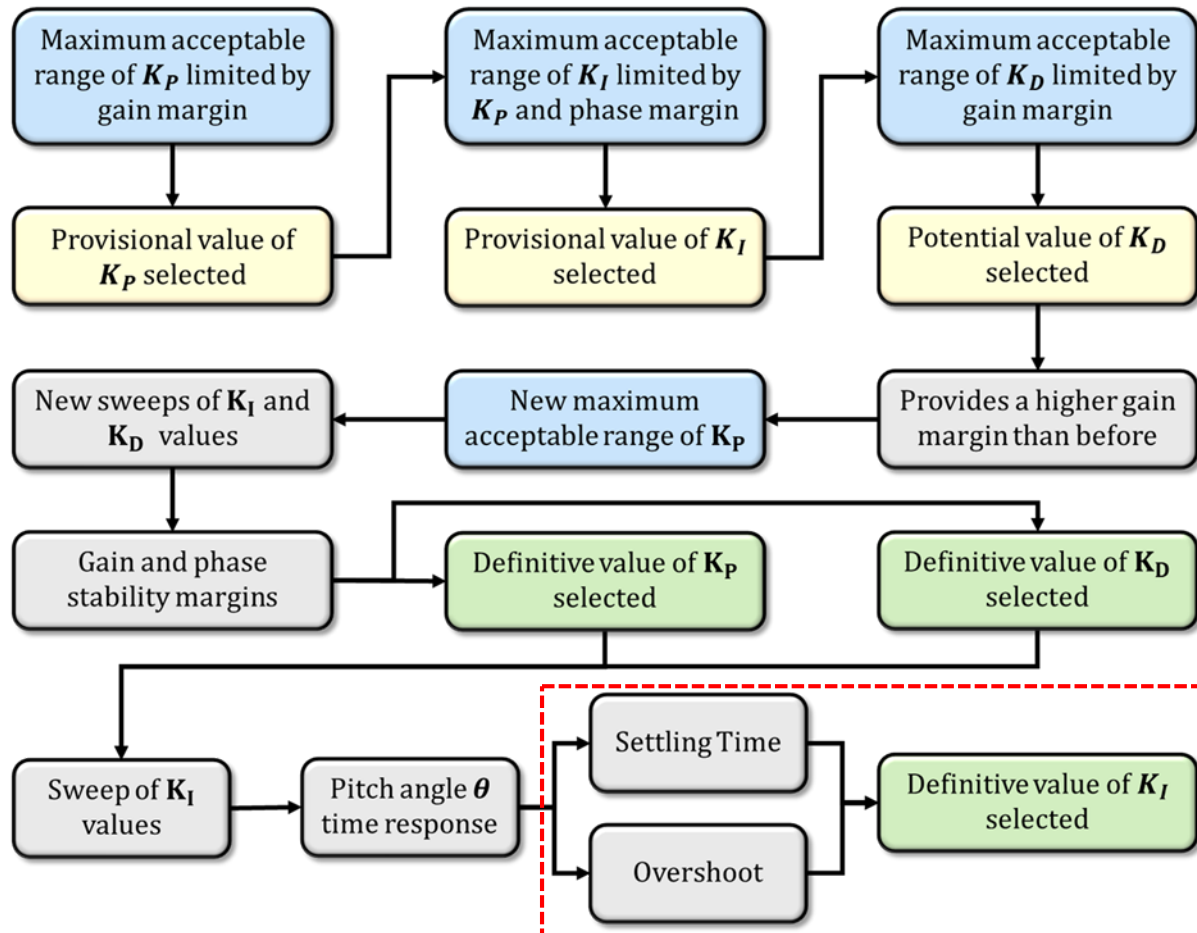 Maximum acceptable
range of K_P limited by
gain margin
Maximum acceptable
range of K_I limited by
K_P and phase margin
Maximum acceptable
range of K_D limited by
gain margin
Provisional value of
K_P selected
Provisional value of K_I
selected
Potential value of K_D
selected
New sweeps of K_I and
K_D values
New maximum
acceptable range of K_P
Provides a higher gain
margin than before
Gain and phase
stability margins
Definitive value of K_P
selected
Definitive value of K_D
selected
Sweep of K_I
values
Pitch angle θ
time response
Settling Time
Overshoot
Definitive value of K_I
selected